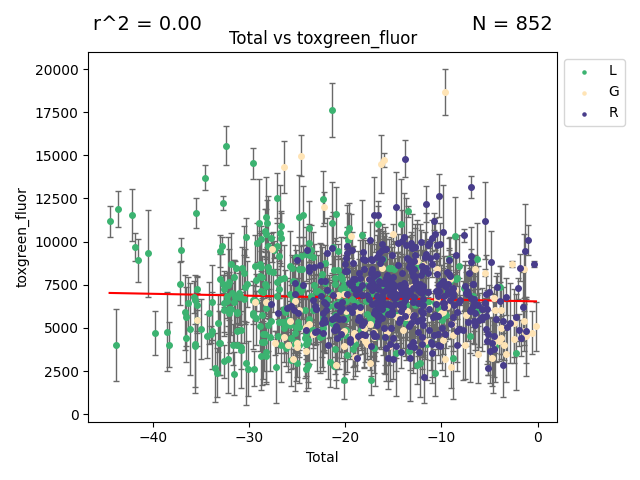 r^2 = 0.00
N = 852
Total vs toxgreen_fluor
20000
17500
15000
12500
10000
7500
5000
2500
0
toxgreen_fluor
−40
−30
−20
−10
0
Total
L
G
R